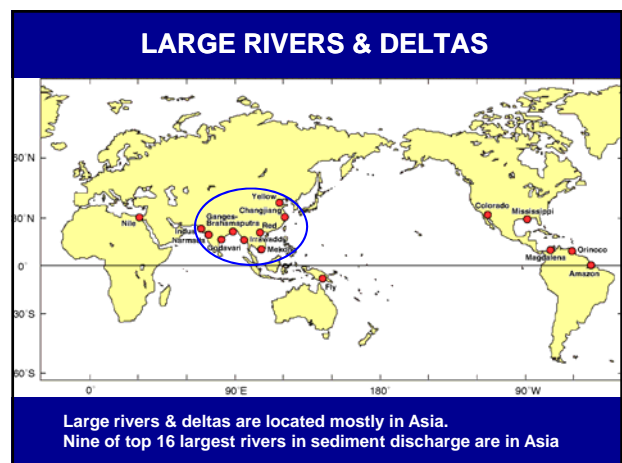 LARGE RIVERS & DELTAS
60°N
Yellow
Changjiang
Colorado
Mississippi
30°N
Ganges-
Brahamaputra
Red
Nile
Indus
Narmada
Irrawaddy
Godavari
Mekong
Magdalena
Orinoco
0°
Amazon
Fly
30°S
60°S
0°
90°E
180°
90°W
Large rivers & deltas are located mostly in Asia.
Nine of top 16 largest rivers in sediment discharge are in Asia